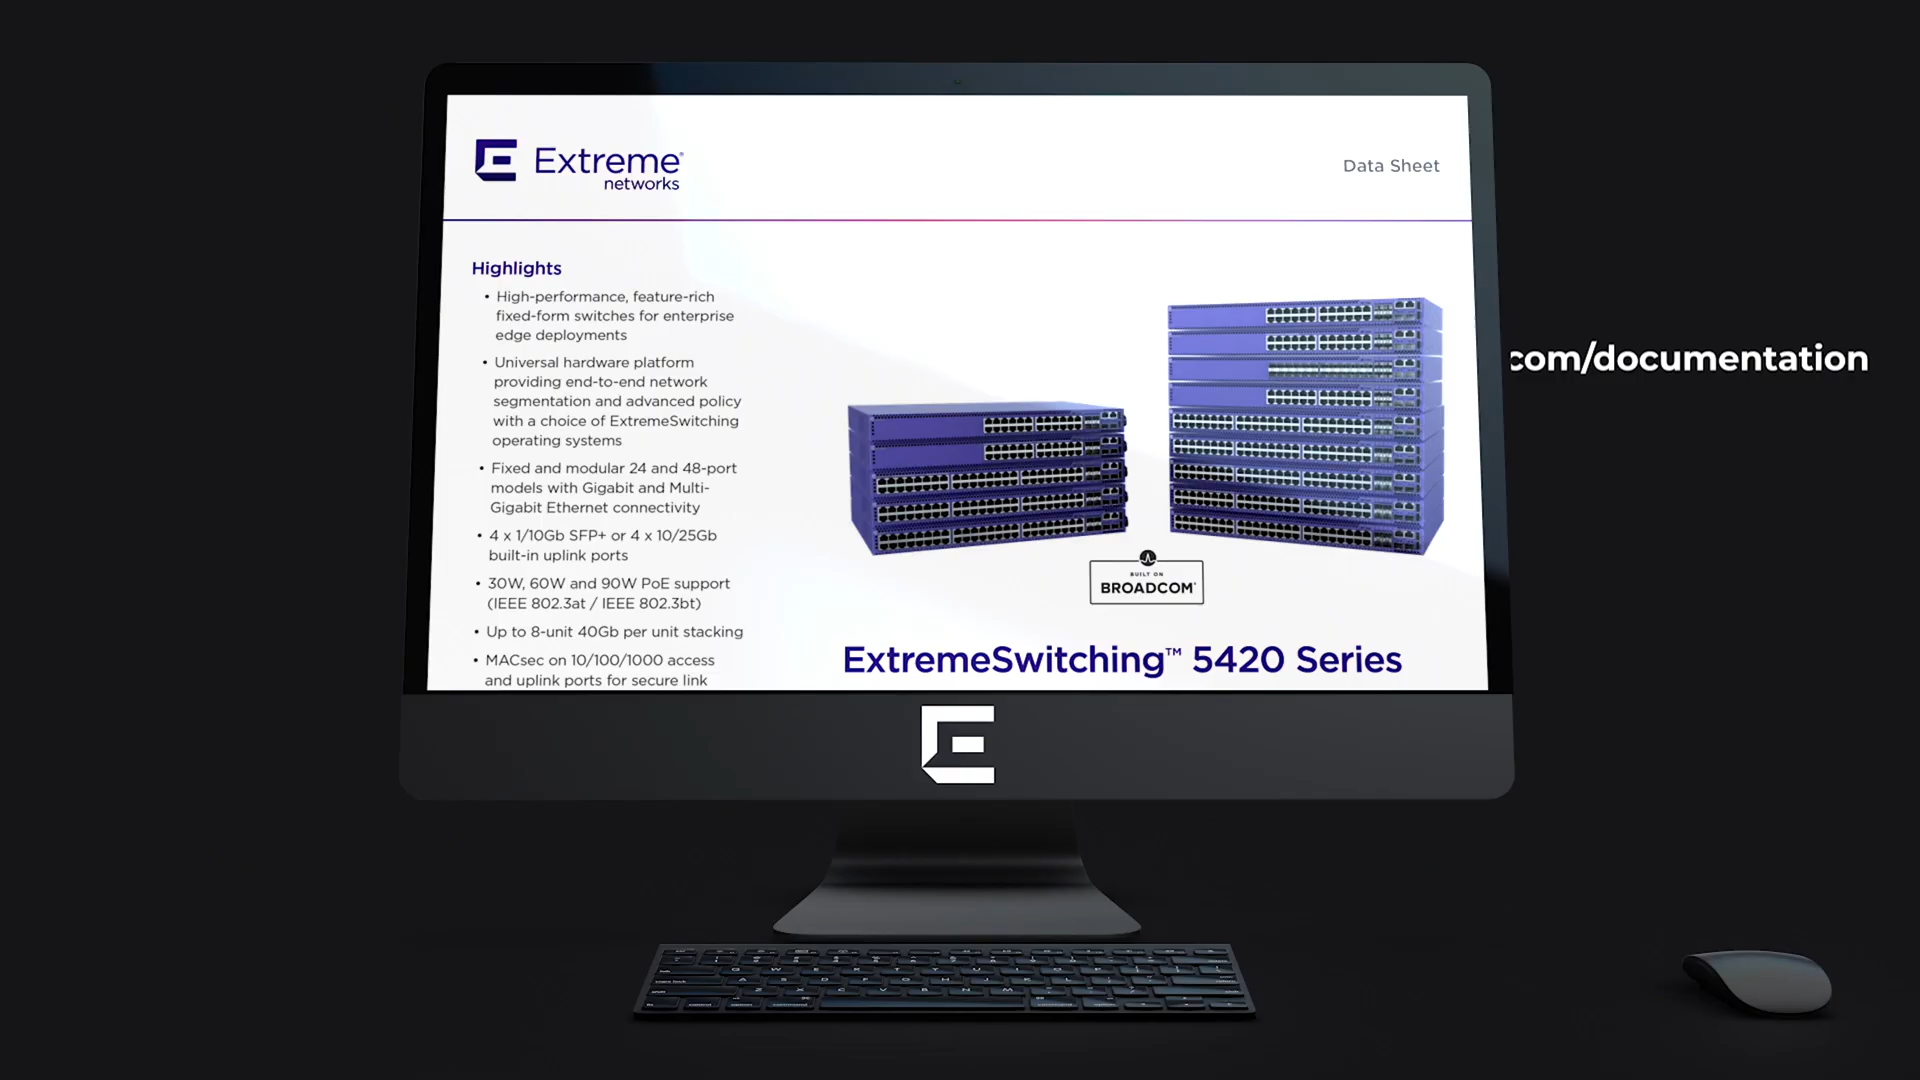 Extreme®
networks
Data Sheet
Highlights
• High-performance, feature-rich
fixed-form switches for enterprise
edge deployments
• Universal hardware platform
providing end-to-end network
segmentation and advanced policy
with a choice of ExtremeSwitching
operating systems
• Fixed and modular 24 and 48-port
models with Gigabit and Multi-
Gigabit Ethernet connectivity
• 4 x 1/10Gb SFP+ or 4 x 10/25Gb
built-in uplink ports
• 30W, 60W and 90W PoE support
(IEEE 802.3at / IEEE 802.3bt)
• Up to 8-unit 40Gb per unit stacking
• MACsec on 10/100/1000 access
and uplink ports for secure link
BUILT ON
BROADCOM®
ExtremeSwitching™ 5420 Series
com/documentation